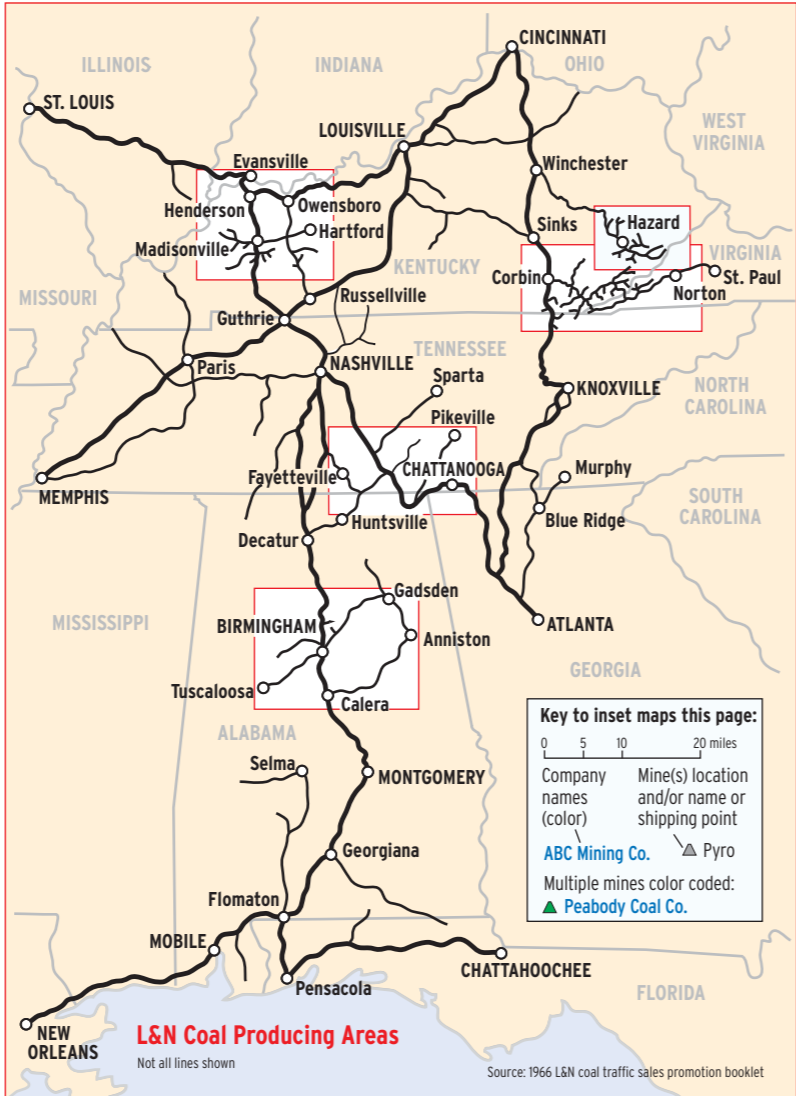 CINCINNATI
ILLINOIS
INDIANA
OHIO
ST. LOUIS
WEST
VIRGINIA
LOUISVILLE
Evansville
Winchester
Henderson
Owensboro
Hazard
Hartford
Sinks
Madisonville
VIRGINIA
KENTUCKY
Corbin
St. Paul
Norton
MISSOURI
Russellville
Guthrie
TENNESSEE
NASHVILLE
Paris
Sparta
KNOXVILLE
NORTH
CAROLINA
Pikeville
MEMPHIS
Fayetteville
CHATTANOOGA
Murphy
SOUTH
CAROLINA
Huntsville
Blue Ridge
Decatur
Gadsden
MISSISSIPPI
BIRMINGHAM
Anniston
ATLANTA
GEORGIA
Tuscaloosa
Calera
ALABAMA
Selma
MONTGOMERY
Georgiana
Flomaton
MOBILE
CHATTAHOOCHEE
Pensacola
FLORIDA
NEW
ORLEANS
Key to inset maps this page:
0 5 10 20 miles
Company
names
(color)
ABC Mining Co.
Mine(s) location
and/or name or
shipping point
Pyro
Multiple mines color coded:
Peabody Coal Co.
L&N Coal Producing Areas
Not all lines shown
Source: 1966 L&N coal traffic sales promotion booklet